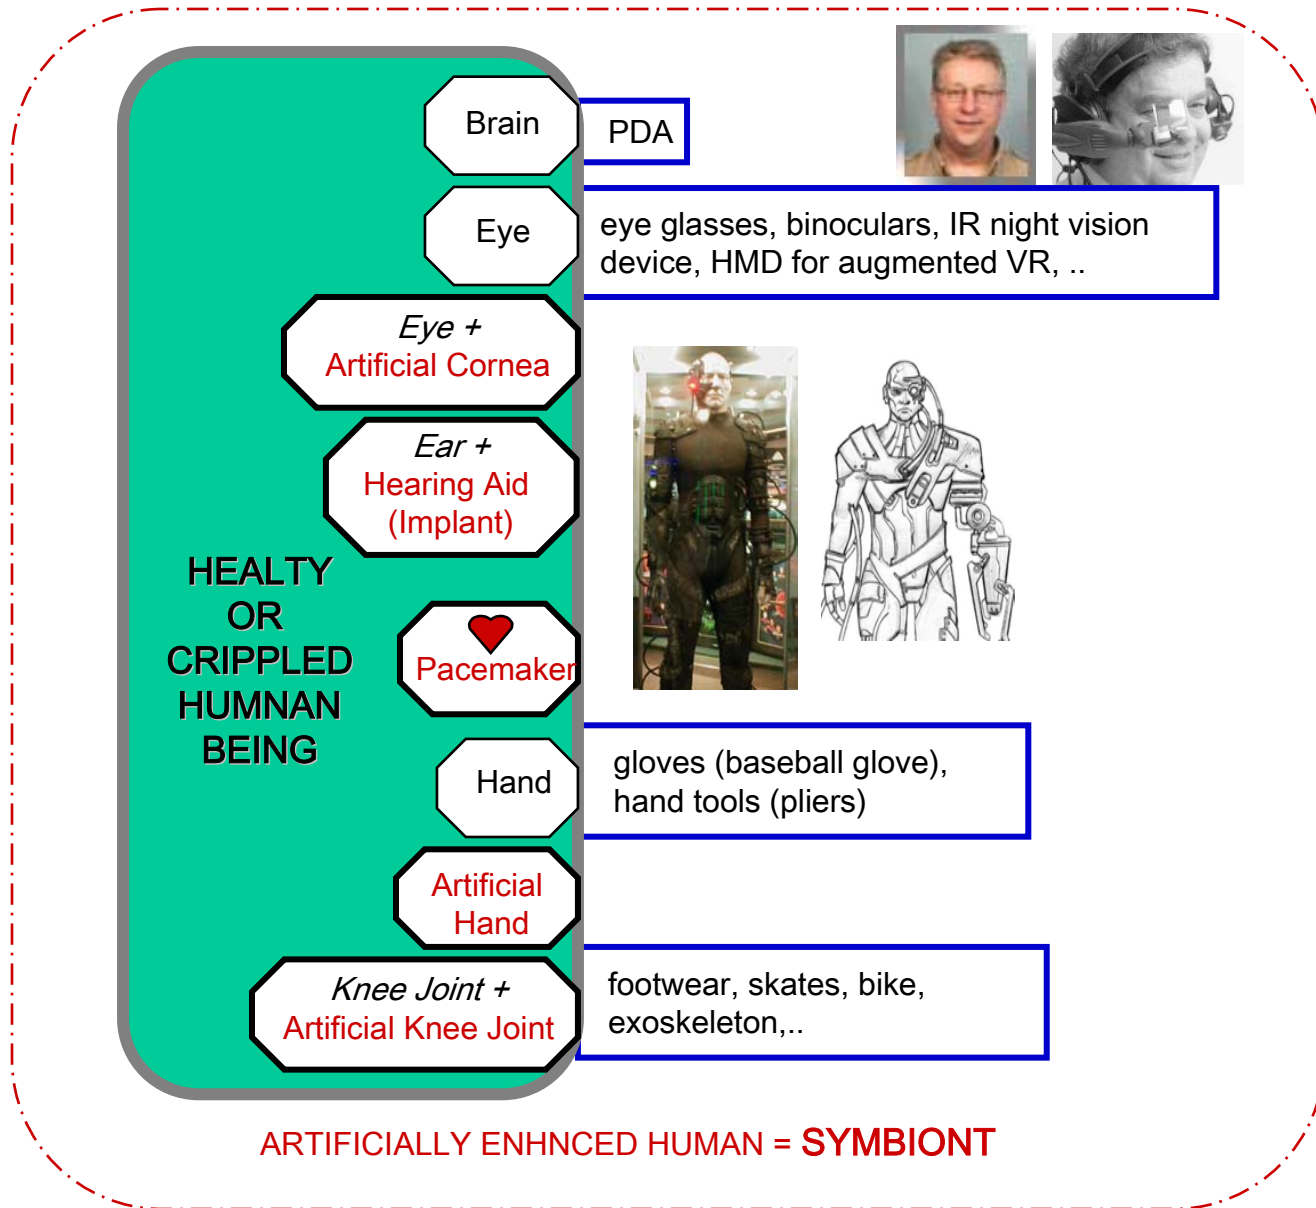 Brain
PDA
Eye
eye glasses, binoculars, IR night vision
device, HMD for augmented VR, ..
Eye +
Artificial Cornea
Ear +
Hearing Aid
(Implant)
HEALTY
OR
CRIPPLED
HUMNAN
BEING
Pacemaker
Hand
gloves (baseball glove),
hand tools (pliers)
Artificial
Hand
Knee Joint +
Artificial Knee Joint
footwear, skates, bike,
exoskeleton,..
ARTIFICIALLY ENHNCED HUMAN = SYMBIONT